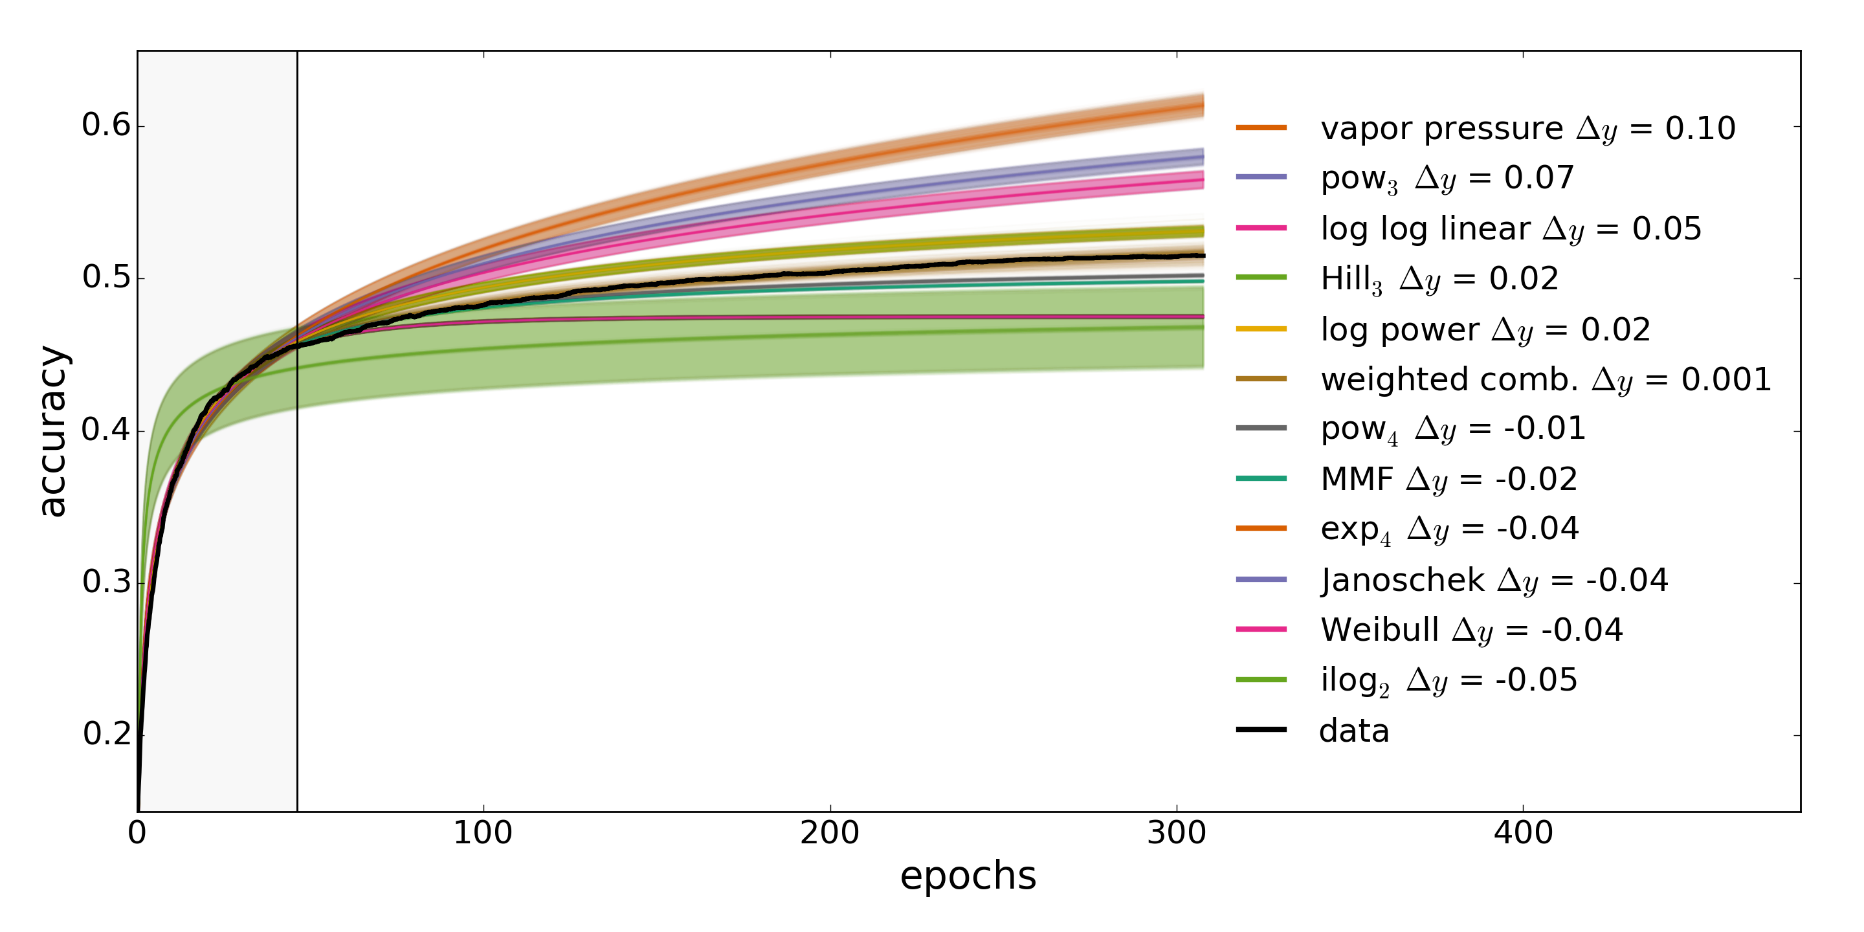 accuracy
0.6
0.5
0.4
0.3
0.2
0
100
200
300
400
epochs
vapor pressure Δy = 0.10
pow₃ Δy = 0.07
log log linear Δy = 0.05
Hill₃ Δy = 0.02
log power Δy = 0.02
weighted comb. Δy = 0.001
pow₄ Δy = -0.01
MMF Δy = -0.02
exp₄ Δy = -0.04
Janoschek Δy = -0.04
Weibull Δy = -0.04
ilog₂ Δy = -0.05
data